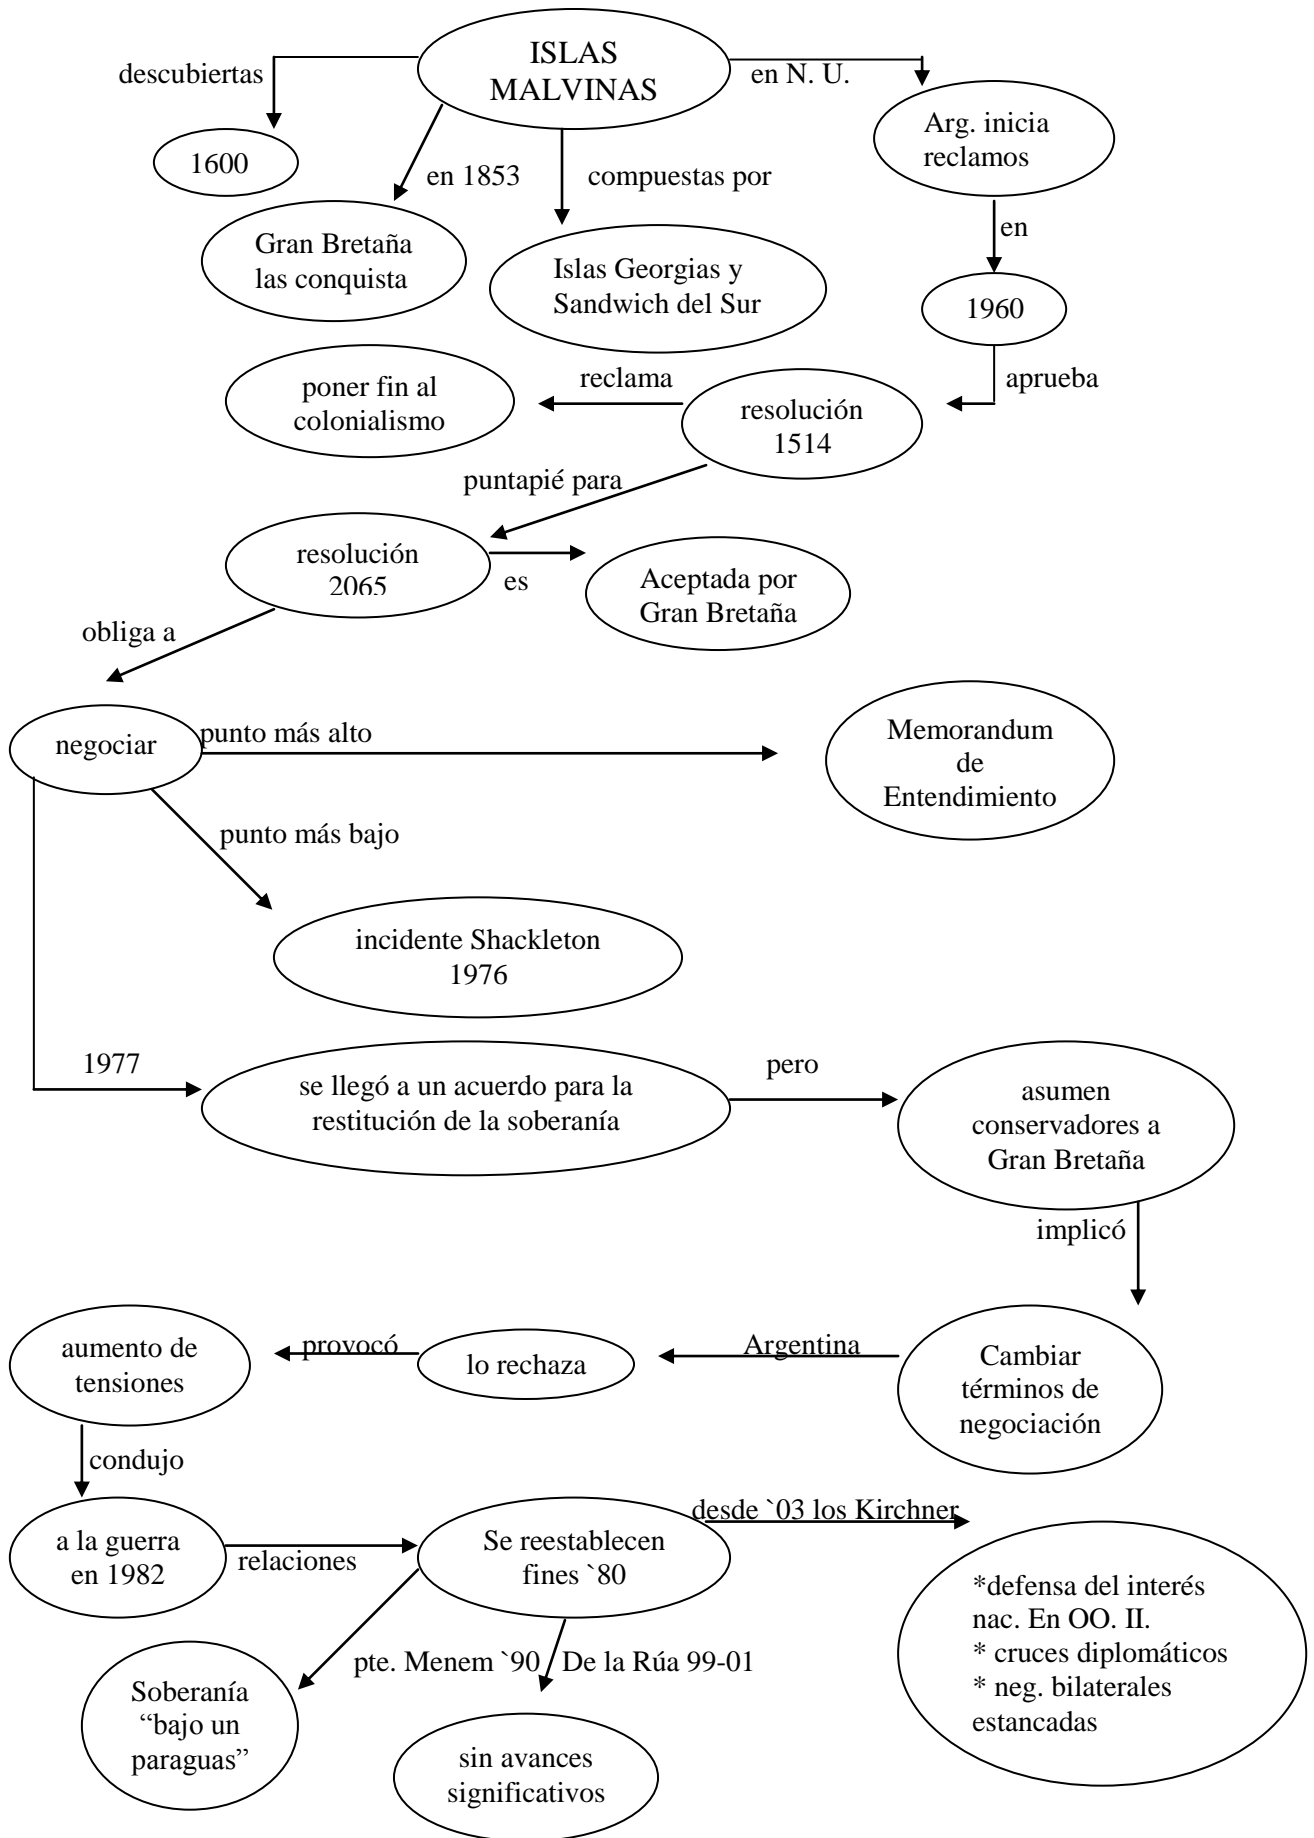 ISLAS
MALVINAS
descubiertas
en N. U.
1600
en 1853
compuestas por
Arg. inicia
reclamos
Gran Bretaña
las conquista
Islas Georgias y
Sandwich del Sur
en
1960
poner fin al
colonialismo
reclama
aprueba
resolución
1514
puntapié para
resolución
2065
es
Aceptada por
Gran Bretaña
obliga a
negociar
punto más alto
Memorandum
de
Entendimiento
punto más bajo
incidente Shackleton
1976
1977
se llegó a un acuerdo para la
restitución de la soberanía
pero
asumen
conservadores a
Gran Bretaña
implicó
Cambiar
términos de
negociación
Argentina
lo rechaza
provocó
aumento de
tensiones
condujo
a la guerra
en 1982
relaciones
Se reestablecen
fines `80
desde `03 los Kirchner
*defensa del interés
nac. En OO. II.
* cruces diplomáticos
* neg. bilaterales
estancadas
pte. Menem `90
De la Rúa 99-01
Soberanía
“bajo un
paraguas”
sin avances
significativos